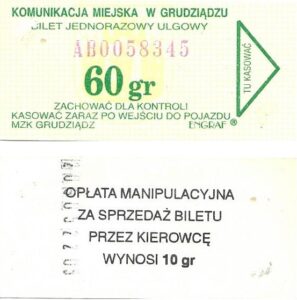 KOMUNIKACJA MIEJSKA W GRUDZIĄDZU
BILET JEDNORAZOWY ULGOWY
AB0058345
60 gr
ZACHOWAĆ DLA KONTROLI
KASOWAĆ ZARAZ PO WEJŚCIU DO POJAZDU
MZK GRUDZIĄDZ ENGRAF®
TU KASOWAĆ
OPŁATA MANIPULACYJNA
ZA SPRZEDAŻ BILETU
PRZEZ KIEROWCĘ
WYNOSI 10 gr